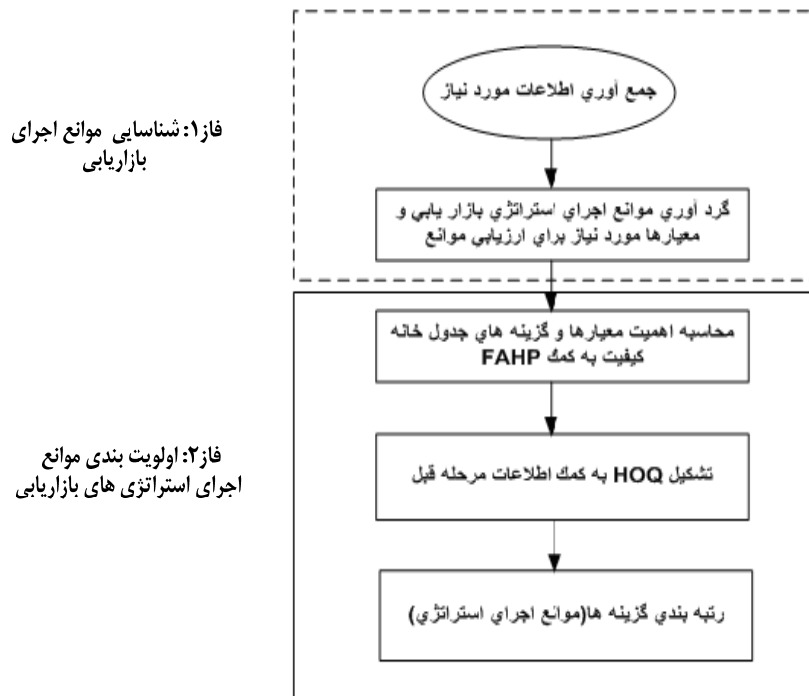 جمع آوري اطلاعات مورد نياز
فاز۱: شناسایی موانع اجرای
بازاریابی
گرد آوري موانع اجراي استراتژي بازار يابي و
معيارها مورد نياز براي ارزيابي موانع
محاسبه اهميت معيارها و گزينه هاي جدول خانه
كيفيت به كمك FAHP
فاز۲: اولویت بندی موانع
اجرای استراتژی های بازاریابی
تشكيل HOQ به كمك اطلاعات مرحله قبل
رتبه بندي گزينه ها(موانع اجراي استراتژي)